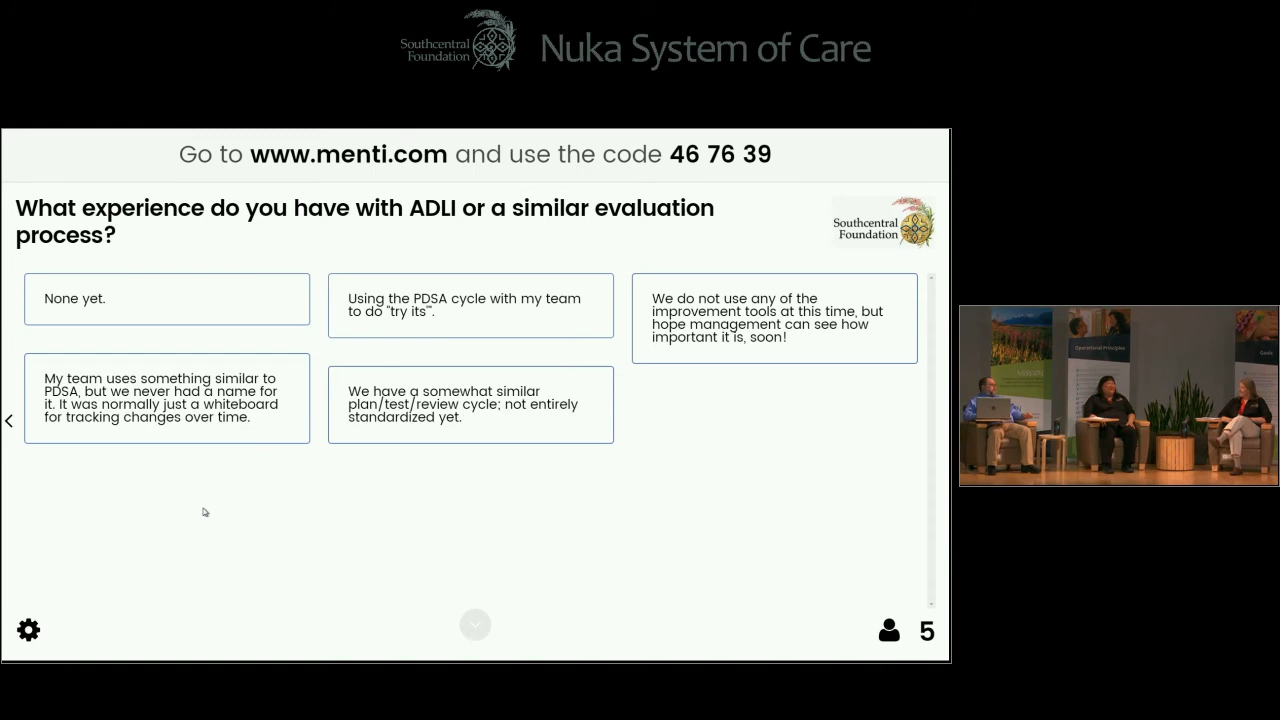 Southcentral
Foundation
Nuka System of Care
Go to www.menti.com and use the code 46 76 39
What experience do you have with ADLI or a similar evaluation
process?
Southcentral
Foundation
None yet.
Using the PDSA cycle with my team
to do "try its"'.
We do not use any of the
improvement tools at this time, but
hope management can see how
important it is, soon!
My team uses something similar to
PDSA, but we never had a name for
it. It was normally just a whiteboard
for tracking changes over time.
We have a somewhat similar
plan/test/review cycle; not entirely
standardized yet.
5
Operational Principles
Goals